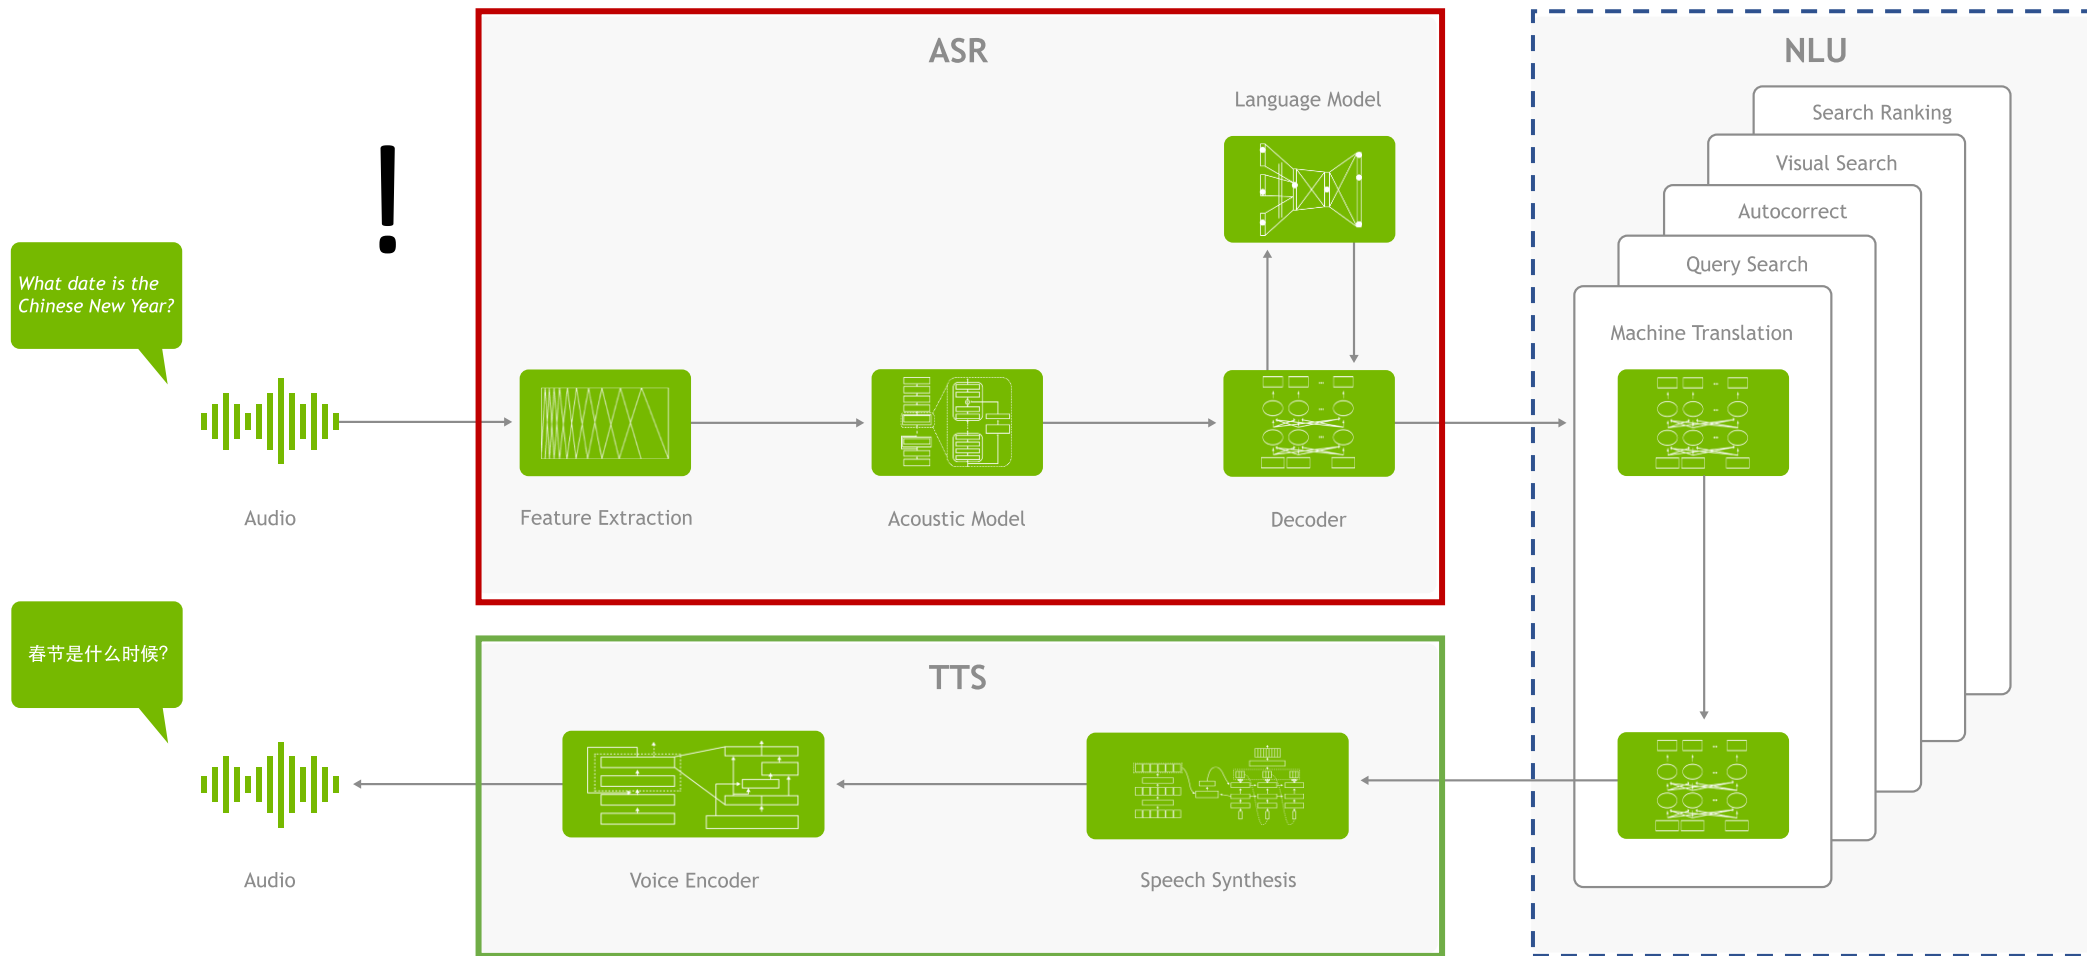 ASR
NLU
Language Model
Search Ranking
Visual Search
Autocorrect
Query Search
Machine Translation
!
What date is the
Chinese New Year?
Audio
Feature Extraction
Acoustic Model
Decoder
TTS
春节是什么时候?
Audio
Voice Encoder
Speech Synthesis